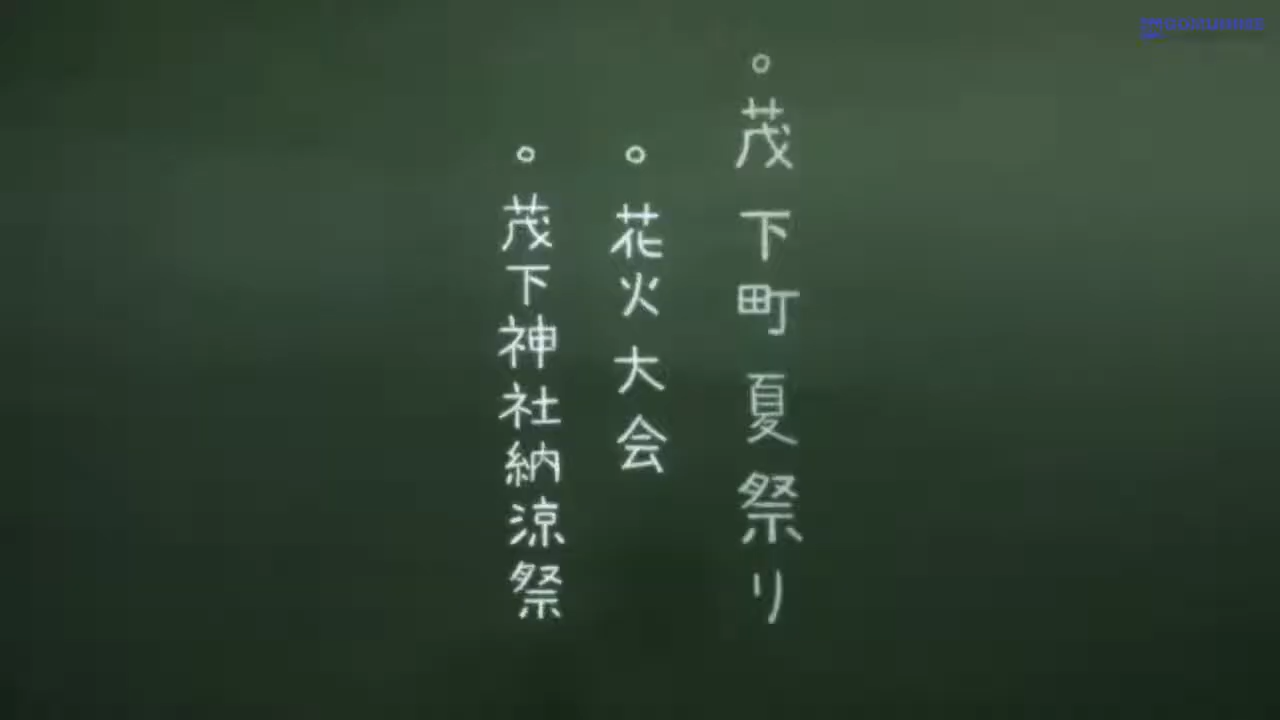 。茂下町夏祭り
。花火大会
。茂下神社納涼祭